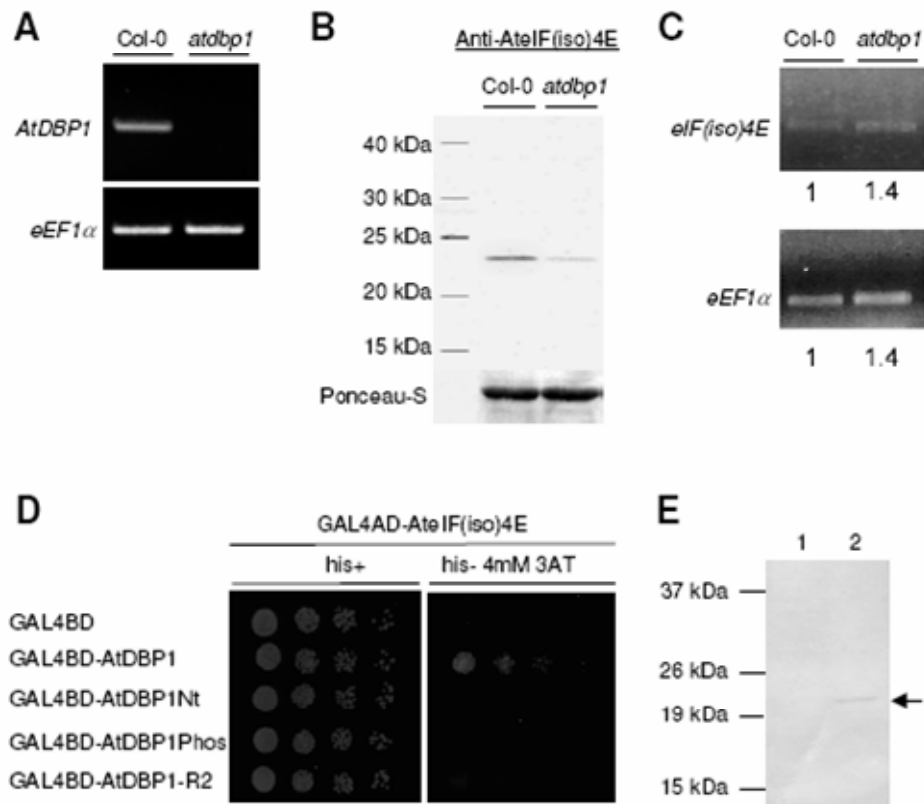 A
Col-0 atdbp1
AtDBP1
eEF1α
B
Anti-AteIF(iso)4E
Col-0 atdbp1
40 kDa
30 kDa
25 kDa
20 kDa
15 kDa
Ponceau-S
C
Col-0 atdbp1
eIF(iso)4E
1 1.4
eEF1α
1 1.4
D
GAL4AD-AteIF(iso)4E
his+ his- 4mM 3AT
GAL4BD
GAL4BD-AtDBP1
GAL4BD-AtDBP1Nt
GAL4BD-AtDBP1Phos
GAL4BD-AtDBP1-R2
E
1 2
37 kDa
26 kDa
19 kDa
15 kDa